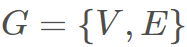 G = {V, E}